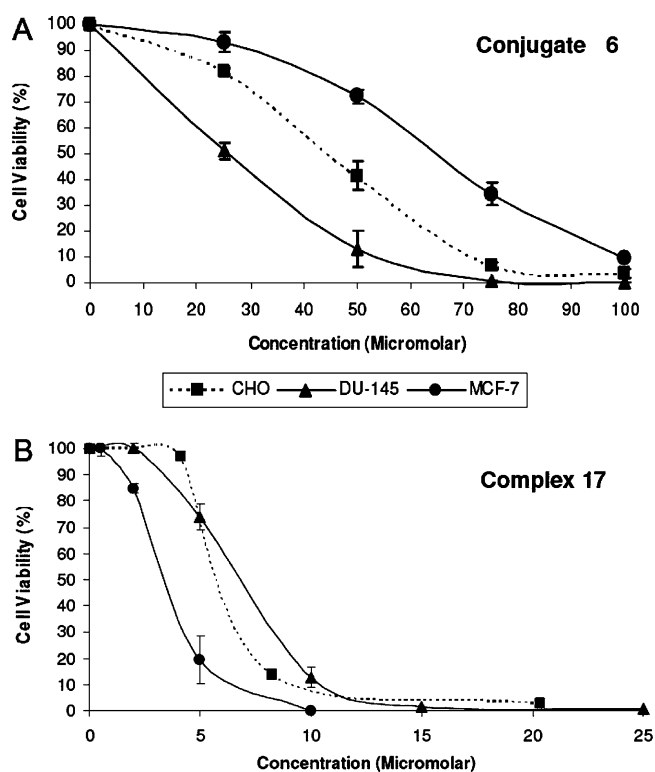 A
Conjugate 6
Cell Viability (%)
100
90
80
70
60
50
40
30
20
10
0
0 10 20 30 40 50 60 70 80 90 100
Concentration (Micromolar)
CHO DU-145 MCF-7
B
Complex 17
Cell Viability (%)
100
90
80
70
60
50
40
30
20
10
0
0 5 10 15 20 25
Concentration (Micromolar)